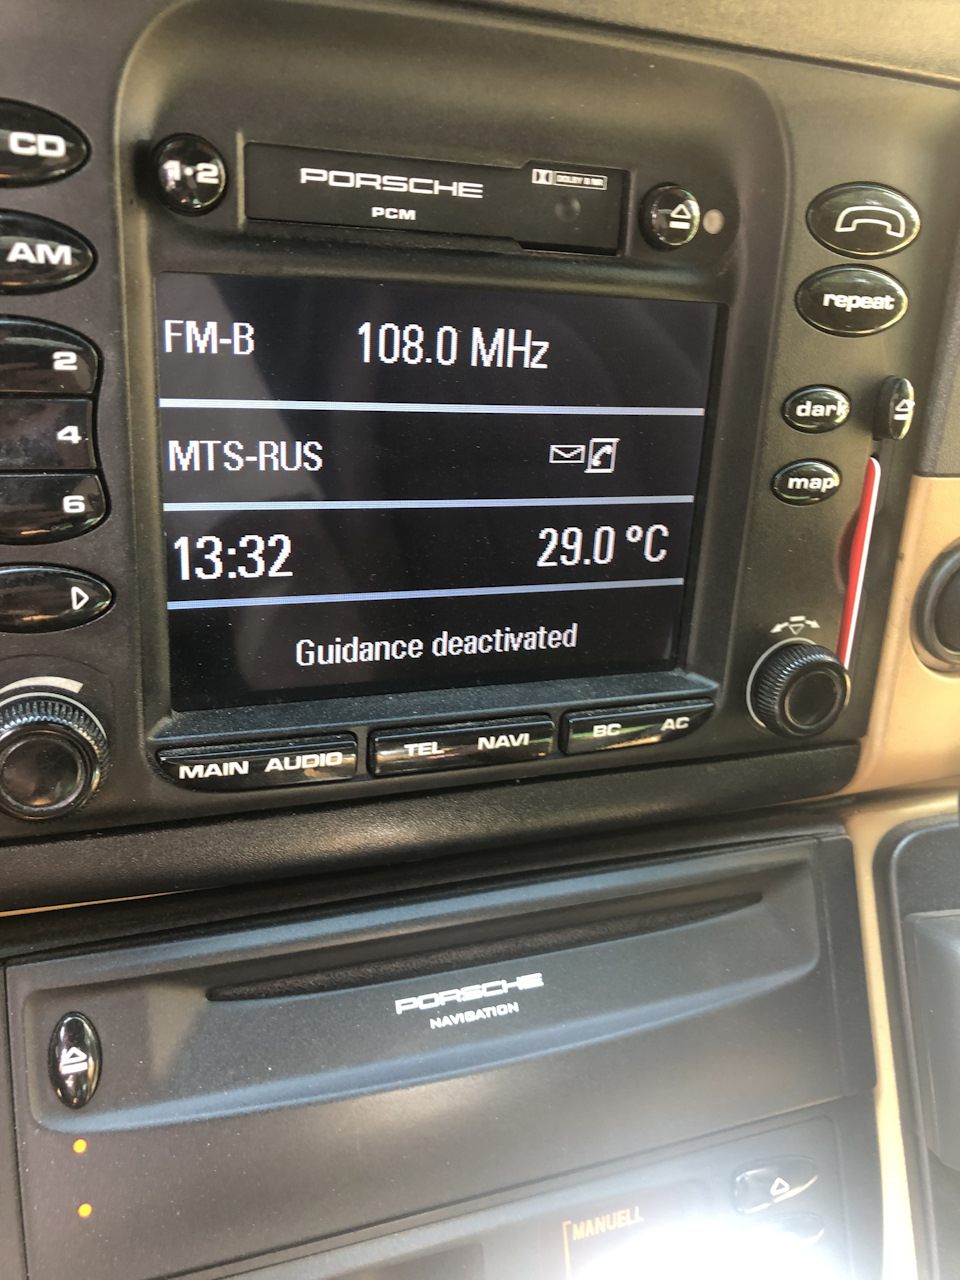 CD
1·2
PORSCHE
DOLBY B NR
PCM
AM
repeat
2
FM-B 108.0 MHz
dark
4
MTS-RUS
map
6
13:32 29.0 °C
Guidance deactivated
MAIN AUDIO TEL NAVI BC AC
PORSCHE
NAVIGATION
MANUELL